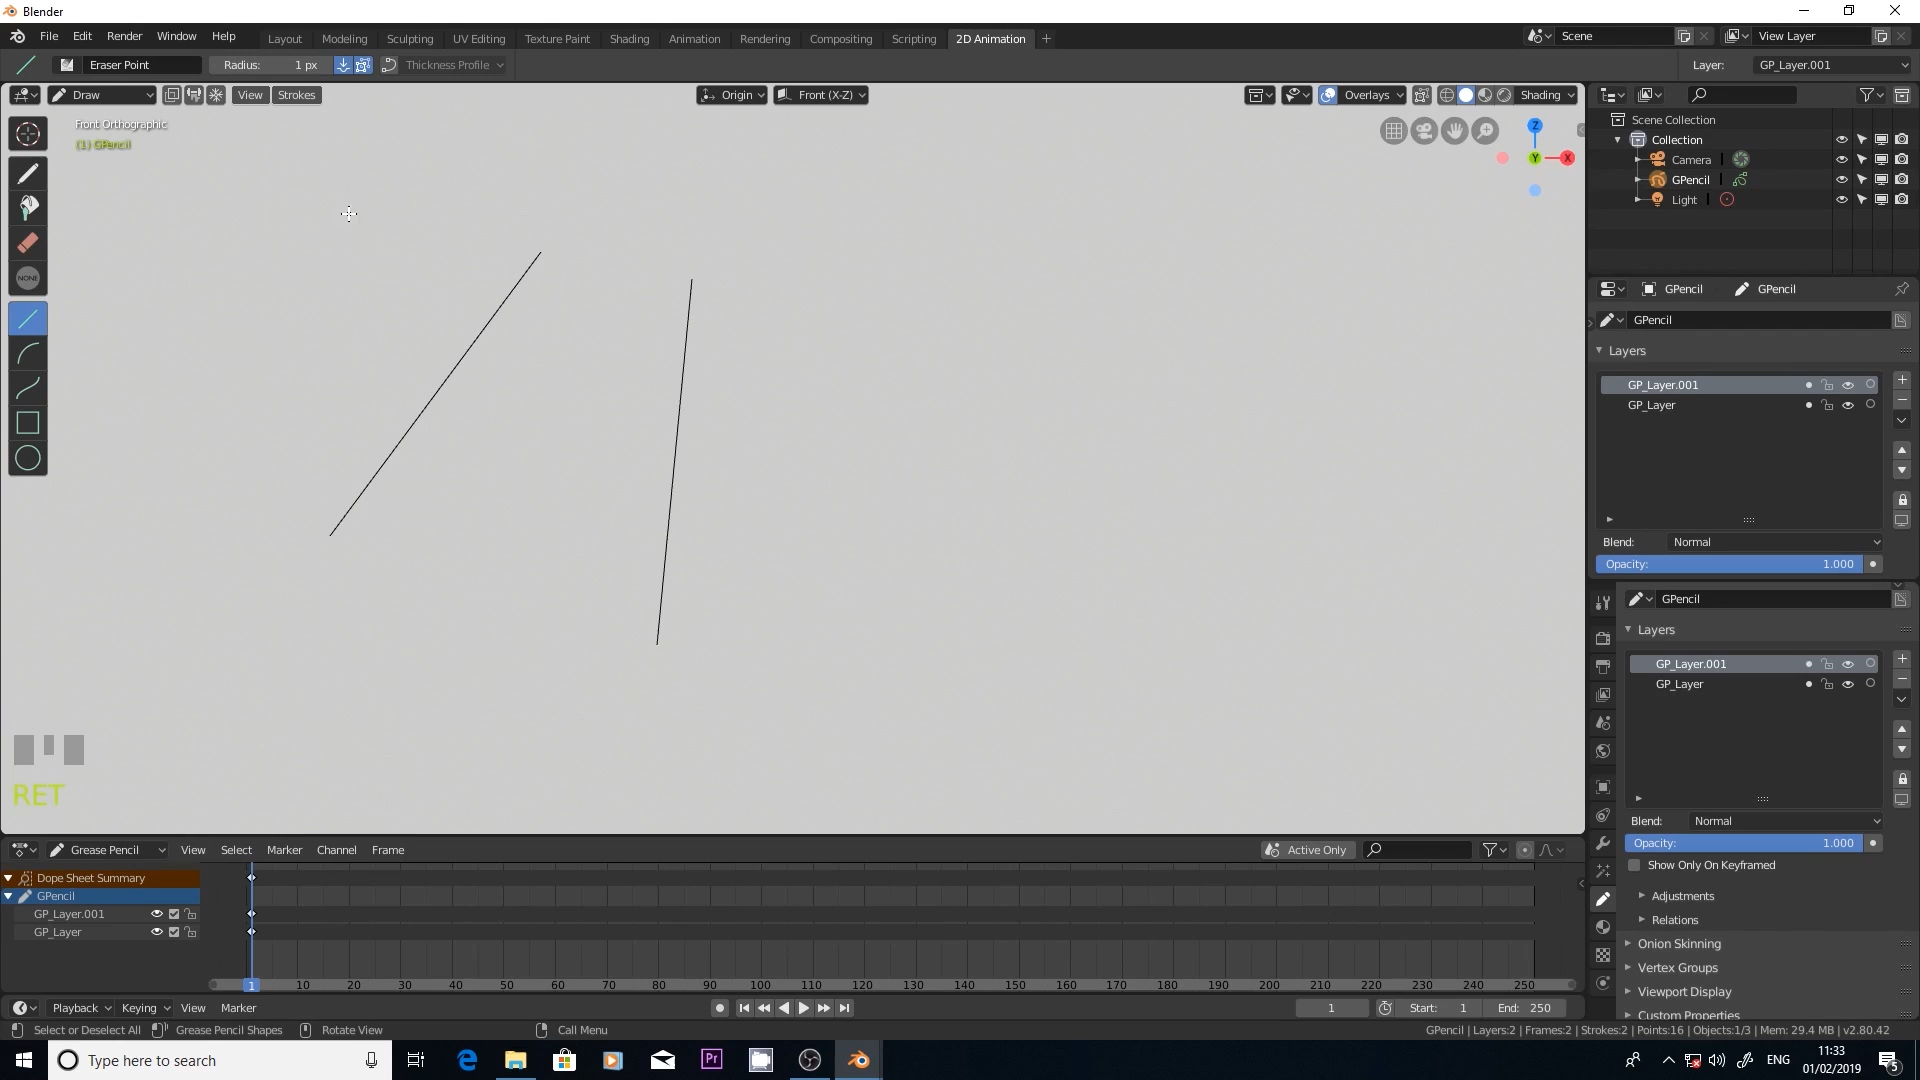 Blender
File Edit Render Window Help Layout Modeling Sculpting UV Editing Texture Paint Shading Animation Rendering Compositing Scripting 2D Animation + Scene View Layer
Eraser Point Radius: 1 px Thickness Profile Layer: GP_Layer.001
Draw View Strokes Origin Front (X-Z) Overlays Shading
Front Orthographic
(1) GPencil
Z
Y X
NONE
RET
Scene Collection
Collection
Camera
GPencil
Light
GPencil GPencil
GPencil
Layers
GP_Layer.001
GP_Layer
Blend: Normal
Opacity: 1.000
GPencil
Layers
GP_Layer.001
GP_Layer
Blend: Normal
Opacity: 1.000
Show Only On Keyframed
Adjustments
Relations
Onion Skinning
Vertex Groups
Viewport Display
Custom Properties
Grease Pencil View Select Marker Channel Frame Active Only
Dope Sheet Summary
GPencil
GP_Layer.001
GP_Layer
1 10 20 30 40 50 60 70 80 90 100 110 120 130 140 150 160 170 180 190 200 210 220 230 240 250
Playback Keying View Marker 1 Start: 1 End: 250
Select or Deselect All Grease Pencil Shapes Rotate View Call Menu GPencil | Layers:2 | Frames:2 | Strokes:2 | Points:16 | Objects:1/3 | Mem: 29.4 MB | v2.80.42
Type here to search Pr ENG 11:33
01/02/2019 5